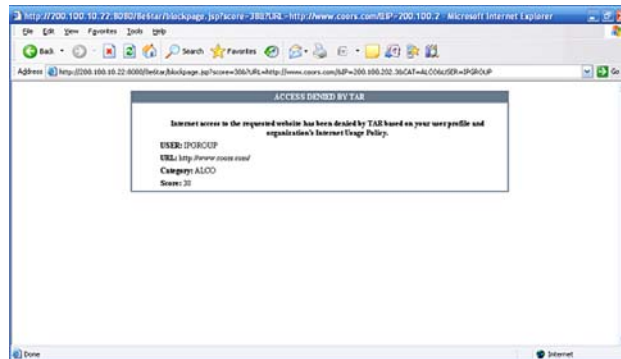 http://200.100.10.22:8080/8e6tar/blockpage.jsp?score=30&URL=http://www.coors.com/&IP=200.100.2 - Microsoft Internet Explorer
File Edit View Favorites Tools Help
Back Search Favorites
Address http://200.100.10.22:8080/8e6tar/blockpage.jsp?score=30&URL=http://www.coors.com/&IP=200.100.202.36&CAT=ALCO&USER=IPGROUP Go
ACCESS DENIED BY TAR
Internet access to the requested website has been denied by TAR based on your user profile and
organization's Internet Usage Policy.
USER: IPGROUP
URL: http://www.coors.com/
Category: ALCO
Score: 30
Done Internet